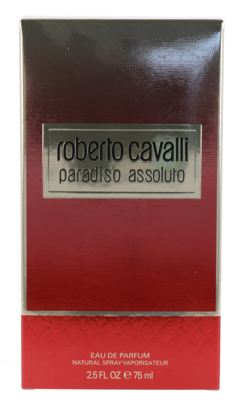 roberto cavalli
paradiso assoluto
EAU DE PARFUM
NATURAL SPRAY VAPORISATEUR
2.5 FL OZ ℮ 75 ml